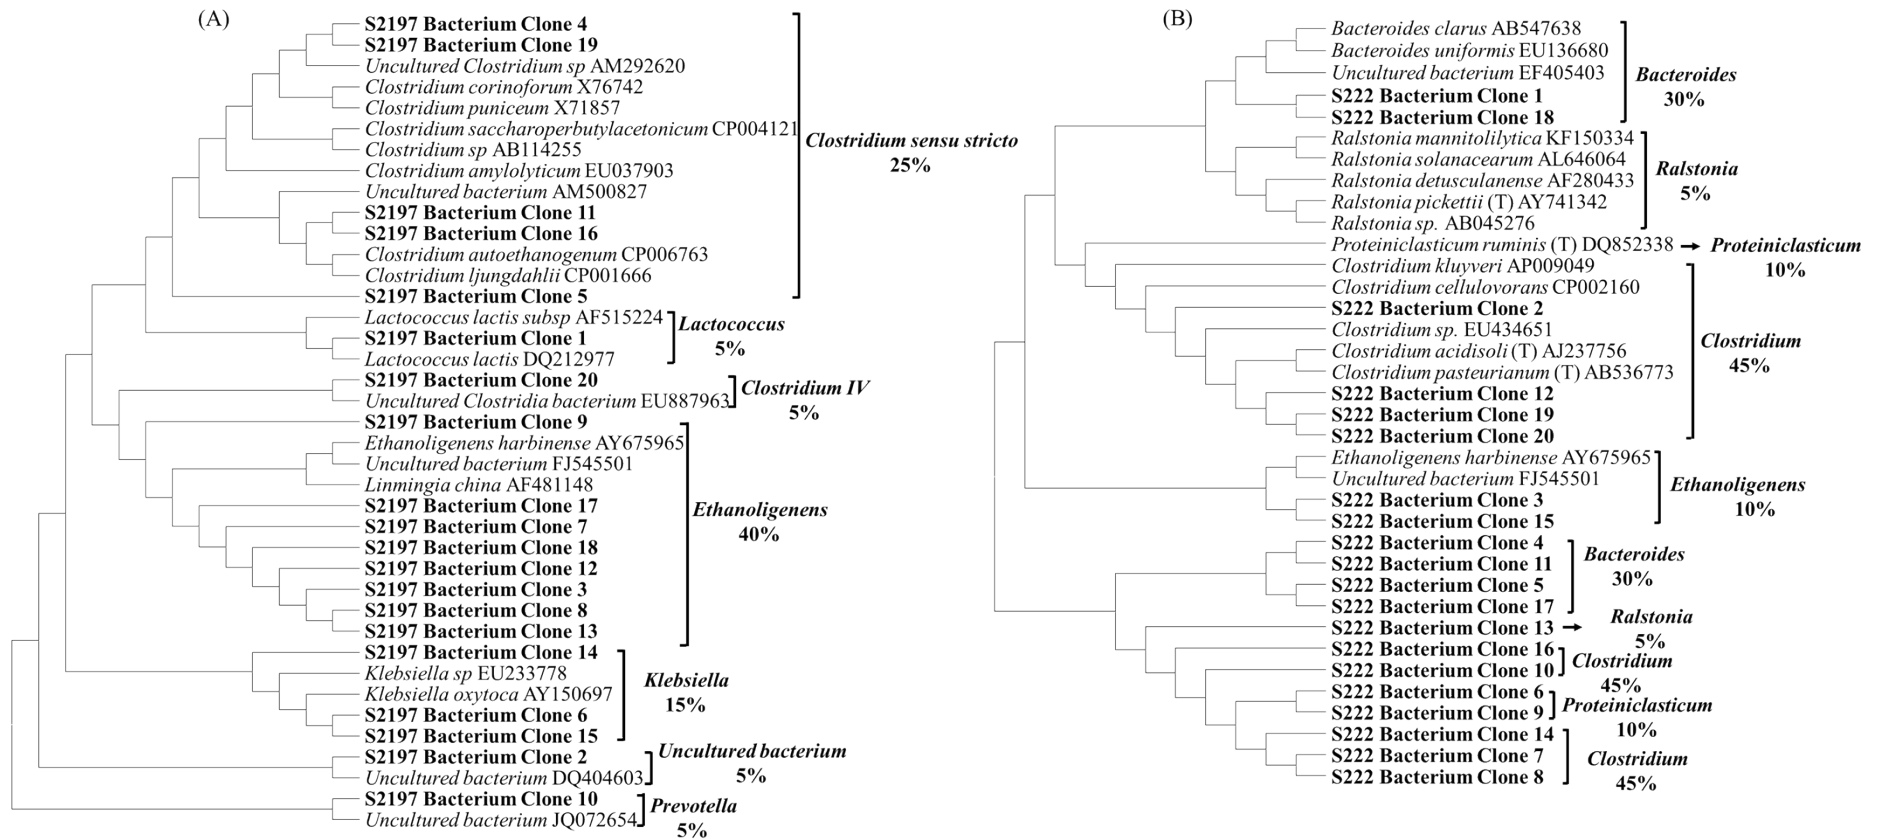 (A)
S2197 Bacterium Clone 4
S2197 Bacterium Clone 19
Uncultured Clostridium sp AM292620
Clostridium corinoforum X76742
Clostridium puniceum X71857
Clostridium saccharoperbutylacetonicum CP004121
Clostridium sp AB114255
Clostridium amylolyticum EU037903
Uncultured bacterium AM500827
S2197 Bacterium Clone 11
S2197 Bacterium Clone 16
Clostridium autoethanogenum CP006763
Clostridium ljungdahlii CP001666
S2197 Bacterium Clone 5
Clostridium sensu stricto
25%
Lactococcus lactis subsp AF515224
S2197 Bacterium Clone 1
Lactococcus lactis DQ212977
Lactococcus
5%
S2197 Bacterium Clone 20
Uncultured Clostridia bacterium EU887963
Clostridium IV
5%
S2197 Bacterium Clone 9
Ethanoligenens harbinense AY675965
Uncultured bacterium FJ545501
Linmingia china AF481148
S2197 Bacterium Clone 17
S2197 Bacterium Clone 7
S2197 Bacterium Clone 18
S2197 Bacterium Clone 12
S2197 Bacterium Clone 3
S2197 Bacterium Clone 8
S2197 Bacterium Clone 13
Ethanoligenens
40%
S2197 Bacterium Clone 14
Klebsiella sp EU233778
Klebsiella oxytoca AY150697
S2197 Bacterium Clone 6
S2197 Bacterium Clone 15
Klebsiella
15%
S2197 Bacterium Clone 2
Uncultured bacterium DQ404603
Uncultured bacterium
5%
S2197 Bacterium Clone 10
Uncultured bacterium JQ072654
Prevotella
5%
(B)
Bacteroides clarus AB547638
Bacteroides uniformis EU136680
Uncultured bacterium EF405403
S222 Bacterium Clone 1
S222 Bacterium Clone 18
Bacteroides
30%
Ralstonia mannitolilytica KF150334
Ralstonia solanacearum AL646064
Ralstonia detusculanense AF280433
Ralstonia pickettii (T) AY741342
Ralstonia sp. AB045276
Ralstonia
5%
Proteiniclasticum ruminis (T) DQ852338
Proteiniclasticum
10%
Clostridium kluyveri AP009049
Clostridium cellulovorans CP002160
S222 Bacterium Clone 2
Clostridium sp. EU434651
Clostridium acidisoli (T) AJ237756
Clostridium pasteurianum (T) AB536773
S222 Bacterium Clone 12
S222 Bacterium Clone 19
S222 Bacterium Clone 20
Clostridium
45%
Ethanoligenens harbinense AY675965
Uncultured bacterium FJ545501
S222 Bacterium Clone 3
S222 Bacterium Clone 15
Ethanoligenens
10%
S222 Bacterium Clone 4
S222 Bacterium Clone 11
S222 Bacterium Clone 5
S222 Bacterium Clone 17
Bacteroides
30%
S222 Bacterium Clone 13
Ralstonia
5%
S222 Bacterium Clone 16
S222 Bacterium Clone 10
Clostridium
45%
S222 Bacterium Clone 6
S222 Bacterium Clone 9
Proteiniclasticum
10%
S222 Bacterium Clone 14
S222 Bacterium Clone 7
S222 Bacterium Clone 8
Clostridium
45%